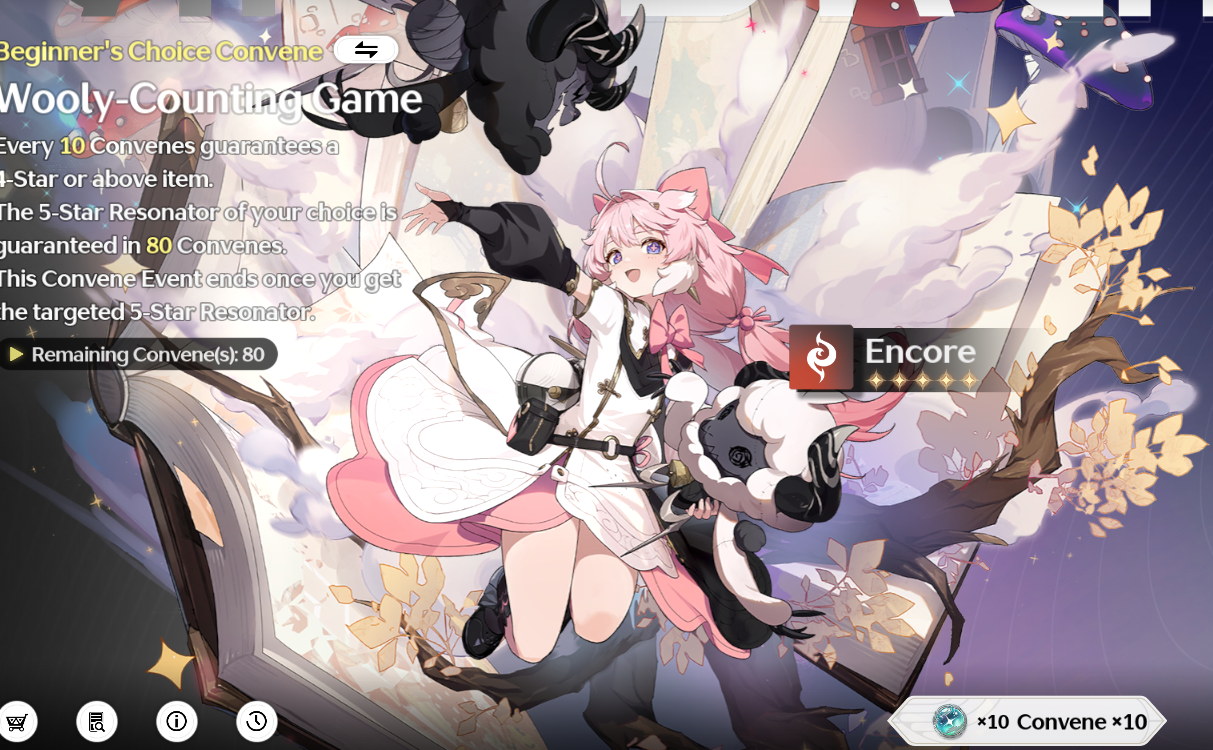 Beginner's Choice Convene
Wooly-Counting Game
Every 10 Convenes guarantees a
4-Star or above item.
The 5-Star Resonator of your choice is
guaranteed in 80 Convenes.
This Convene Event ends once you get
the targeted 5-Star Resonator.
Remaining Convene(s): 80
Encore
×10 Convene ×10